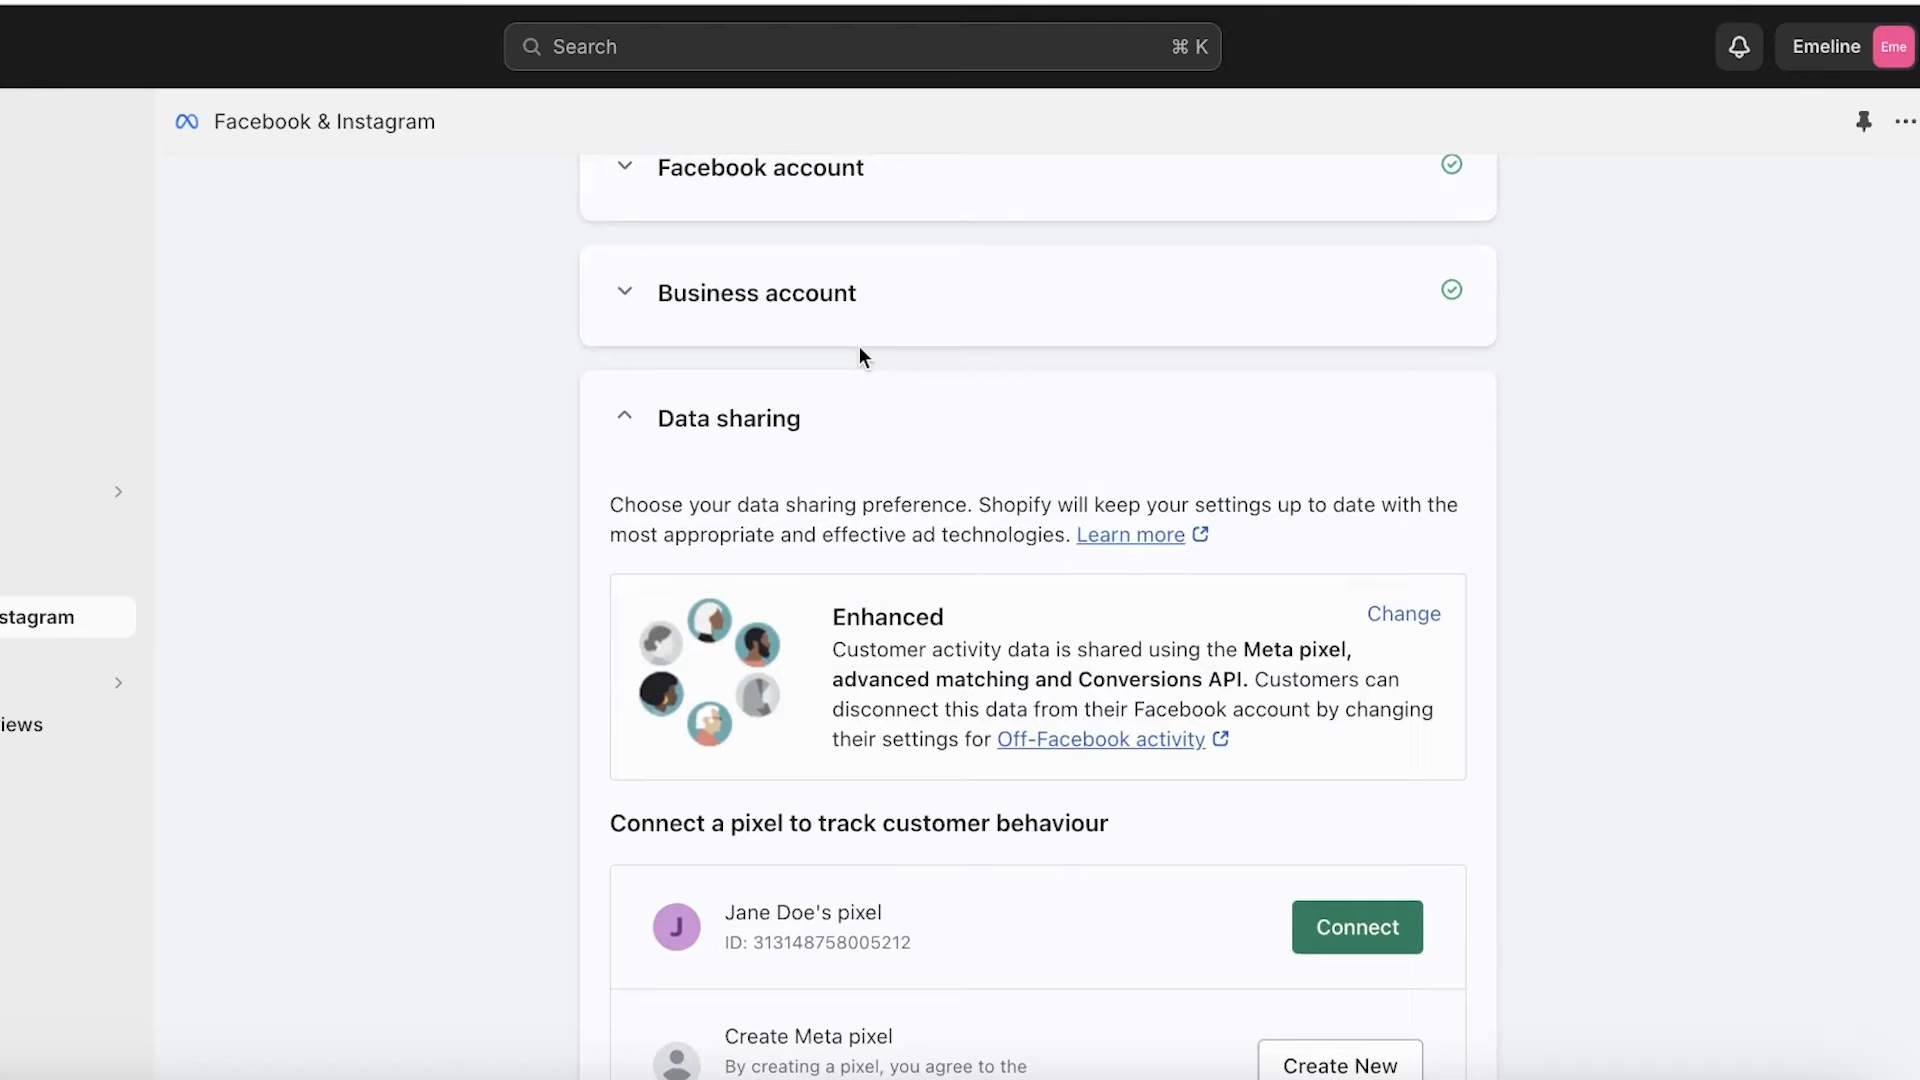 Search
⌘ K
Emeline
Eme
Facebook & Instagram
Facebook account
Business account
Data sharing
Choose your data sharing preference. Shopify will keep your settings up to date with the
most appropriate and effective ad technologies. Learn more
stagram
iews
Enhanced
Change
Customer activity data is shared using the Meta pixel,
advanced matching and Conversions API. Customers can
disconnect this data from their Facebook account by changing
their settings for Off-Facebook activity
Connect a pixel to track customer behaviour
J
Jane Doe's pixel
ID: 313148758005212
Connect
Create Meta pixel
By creating a pixel, you agree to the
Create New